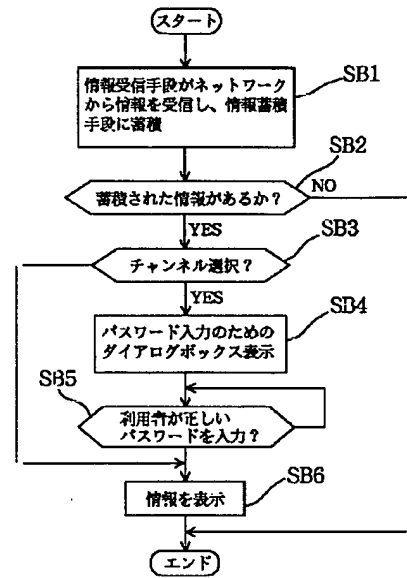 スタート
情報受信手段がネットワーク
から情報を受信し、情報蓄積
手段に蓄積
SB1
SB2
蓄積された情報があるか？
NO
YES
SB3
チャンネル選択？
YES
SB4
パスワード入力のための
ダイアログボックス表示
SB5
利用者が正しい
パスワードを入力？
SB6
情報を表示
エンド